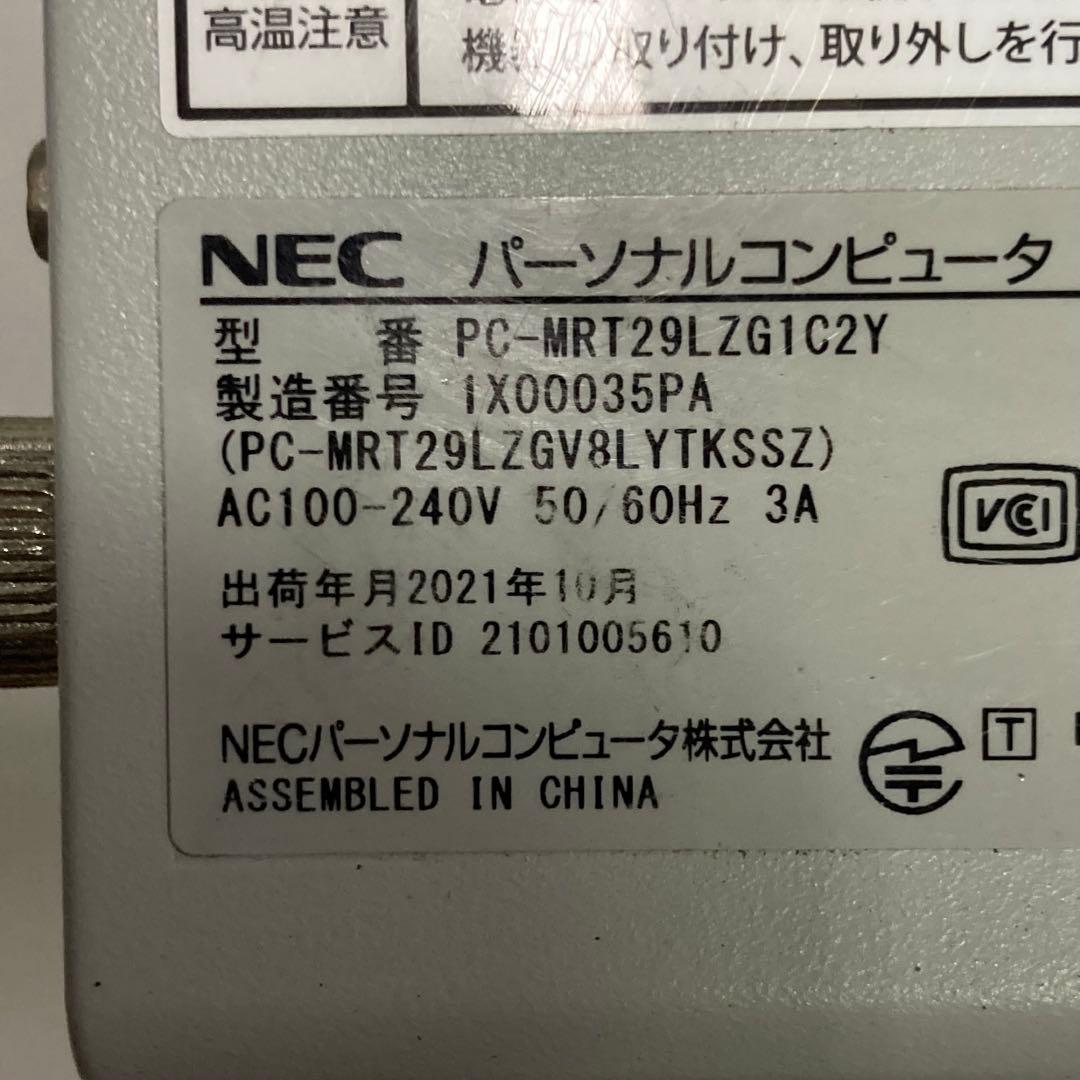 高温注意
取り付け、取り外しを行
NEC パーソナルコンピュータ
型 番 PC-MRT29LZG1C2Y
製造番号 1X00035PA
(PC-MRT29LZGV8LYTKSSZ)
AC100-240V 50/60Hz 3A
VCCI
出荷年月2021年10月
サービスID 2101005610
NECパーソナルコンピュータ株式会社
T
ASSEMBLED IN CHINA